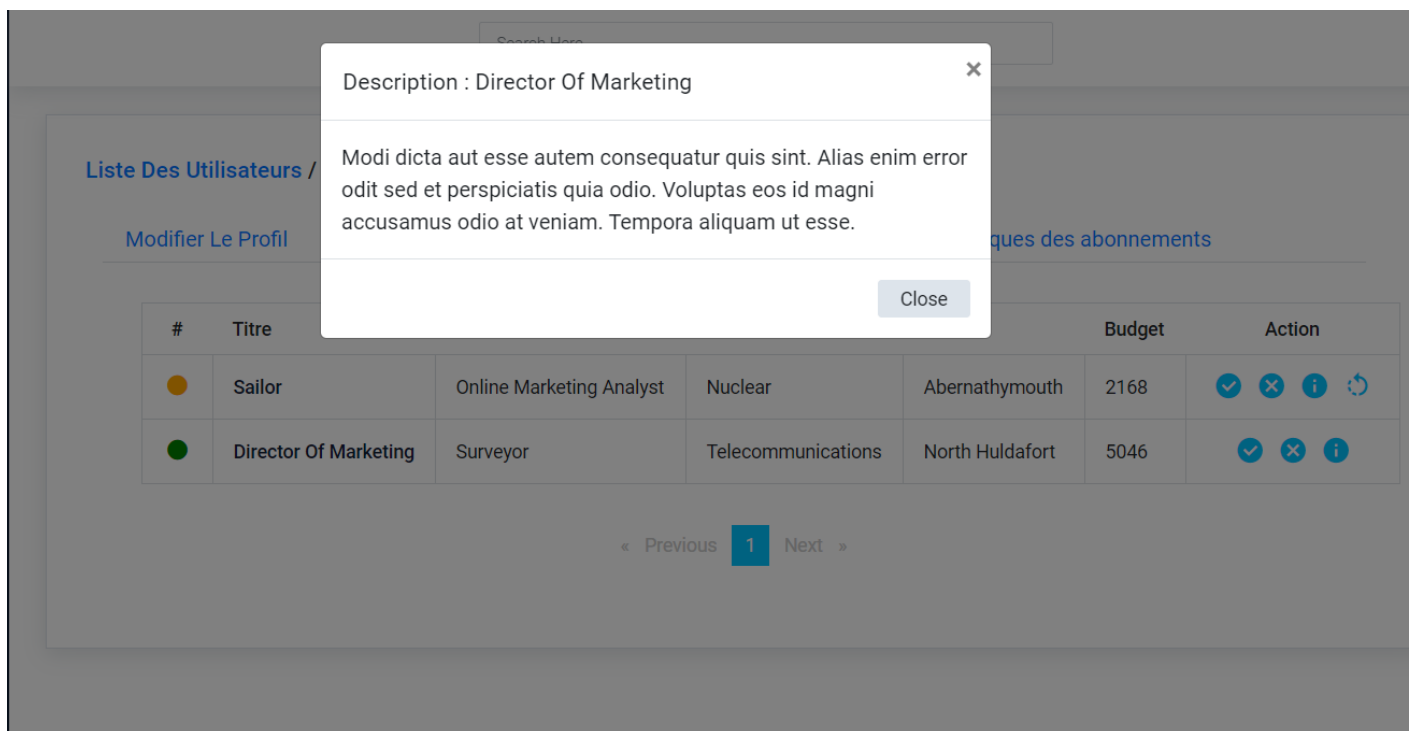 Search Here
Description : Director Of Marketing ×
Modi dicta aut esse autem consequatur quis sint. Alias enim error
odit sed et perspiciatis quia odio. Voluptas eos id magni
accusamus odio at veniam. Tempora aliquam ut esse.
Close
Liste Des Utilisateurs /
Modifier Le Profil
ques des abonnements
# Titre Budget Action
Sailor Online Marketing Analyst Nuclear Abernathymouth 2168
Director Of Marketing Surveyor Telecommunications North Huldafort 5046
« Previous 1 Next »